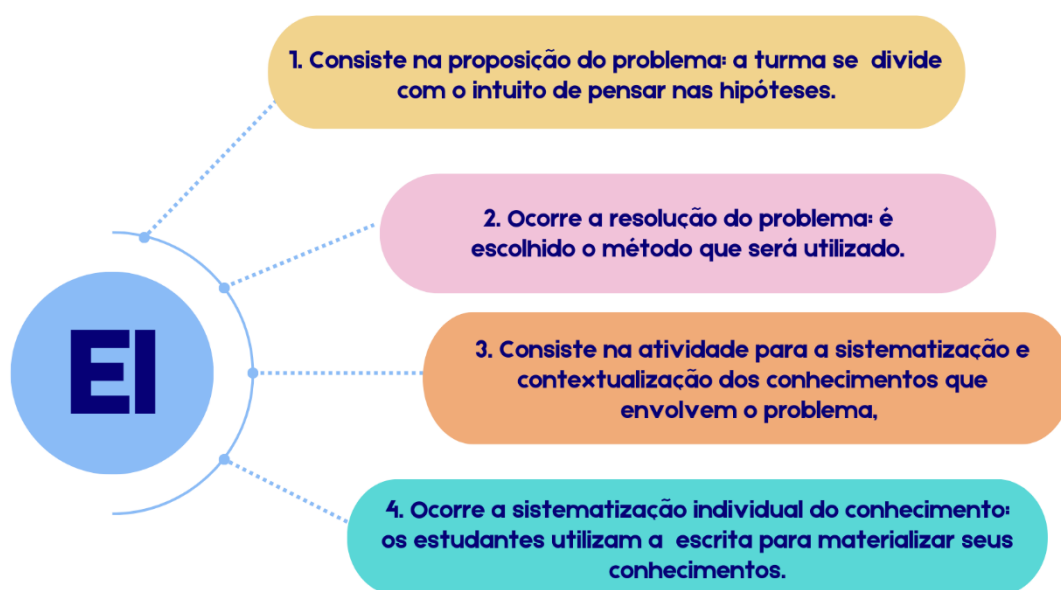 1. Consiste na proposição do problema: a turma se divide
com o intuito de pensar nas hipóteses.
2. Ocorre a resolução do problema: é
escolhido o método que será utilizado.
EI
3. Consiste na atividade para a sistematização e
contextualização dos conhecimentos que
envolvem o problema,
4. Ocorre a sistematização individual do conhecimento:
os estudantes utilizam a escrita para materializar seus
conhecimentos.